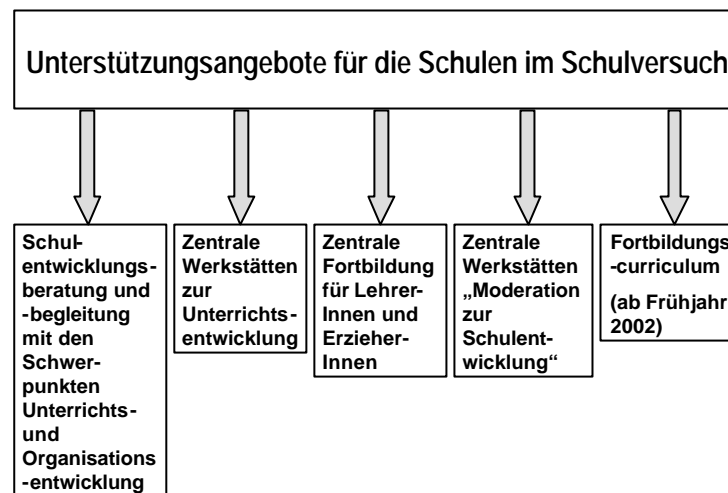 Unterstützungsangebote für die Schulen im Schulversuch
Schul-
entwicklungs-
beratung und
-begleitung
mit den
Schwer-
punkten
Unterrichts-
und
Organisations
-entwicklung
Zentrale
Werkstätten
zur
Unterrichts-
entwicklung
Zentrale
Fortbildung
für Lehrer-
Innen und
Erzieher-
Innen
Zentrale
Werkstätten
„Moderation
zur
Schulent-
wicklung“
Fortbildungs
-curriculum
(ab Frühjahr
2002)